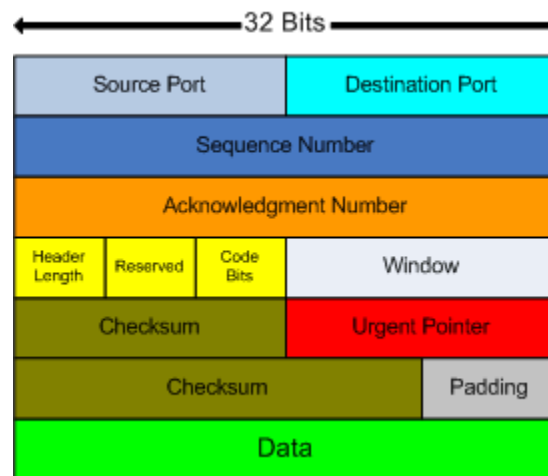 32 Bits
Source Port Destination Port
Sequence Number
Acknowledgment Number
Header Length Reserved Code Bits Window
Checksum Urgent Pointer
Checksum Padding
Data